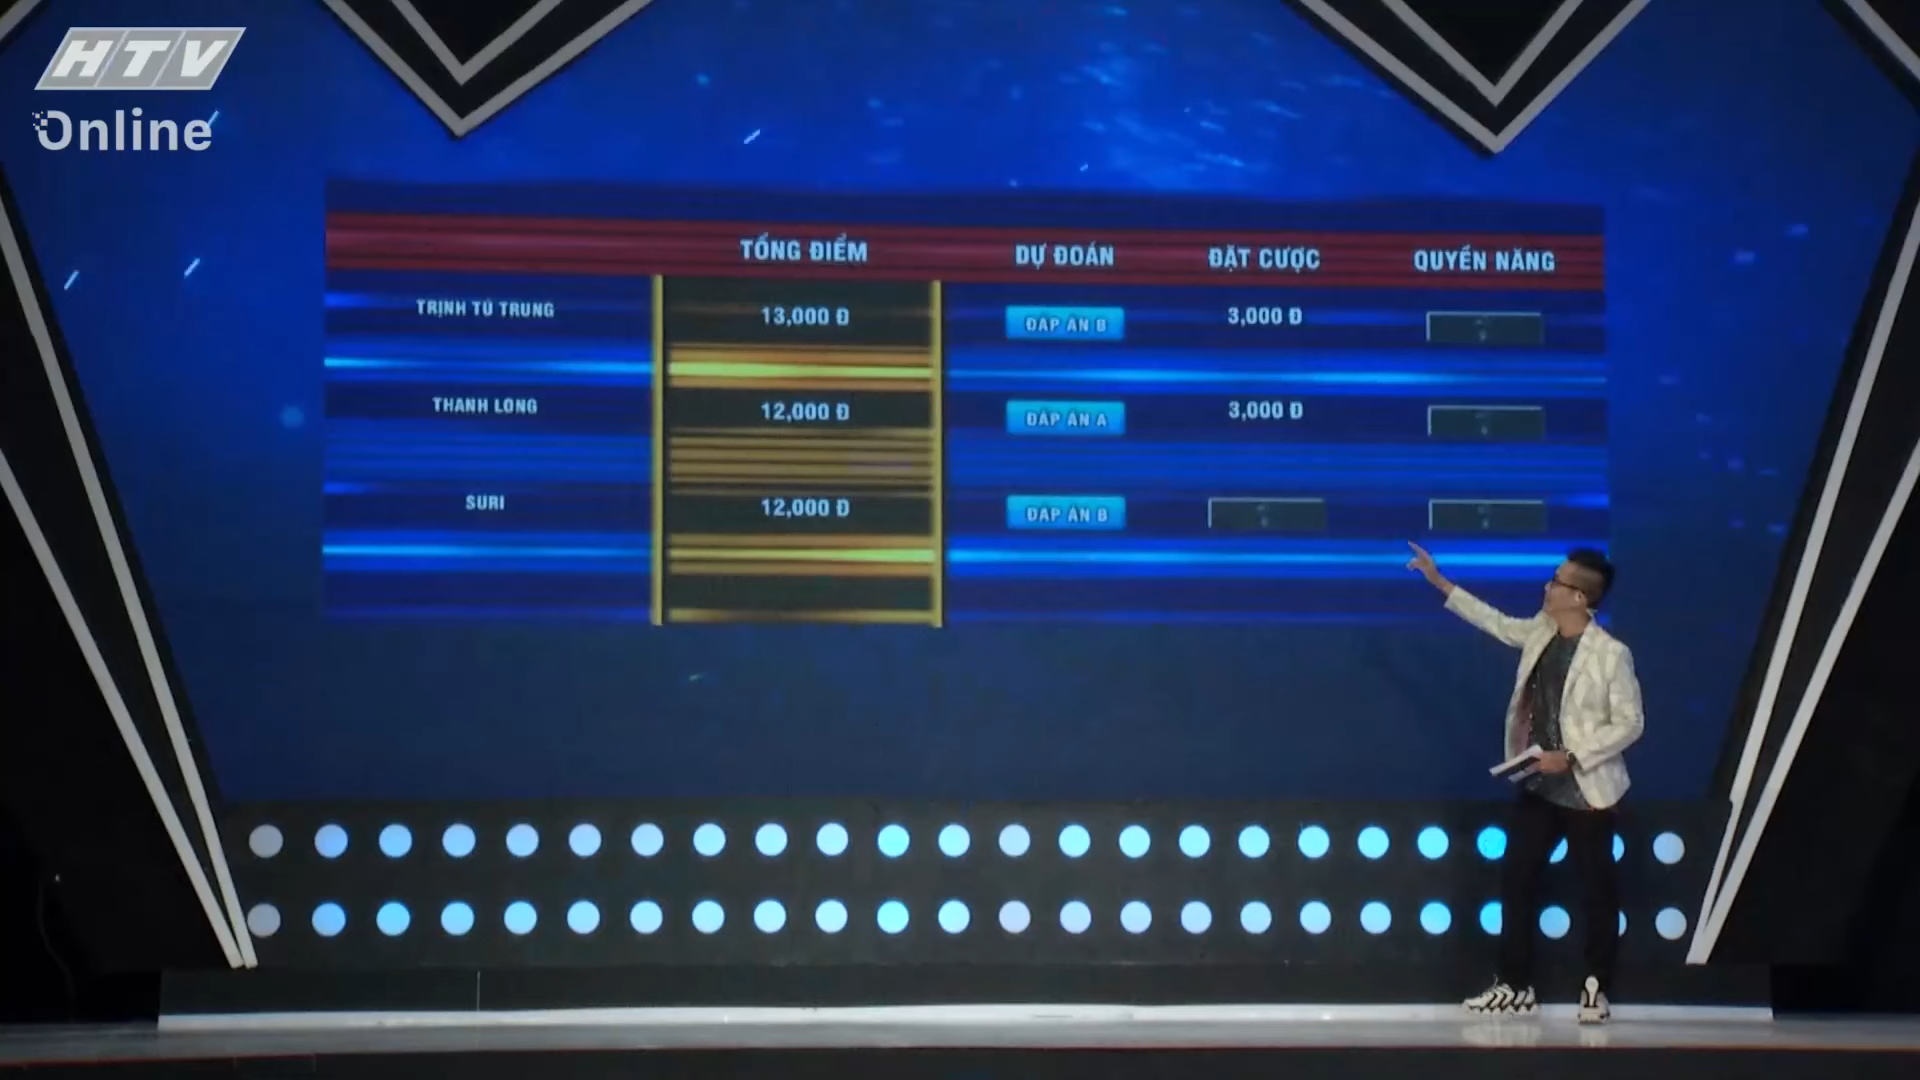 HTV
Online
TỔNG ĐIỂM DỰ ĐOÁN ĐẶT CƯỢC QUYỀN NĂNG
TRỊNH TÚ TRUNG 13,000 Đ ĐÁP ÁN B 3,000 Đ
THANH LONG 12,000 Đ ĐÁP ÁN A 3,000 Đ
SURI 12,000 Đ ĐÁP ÁN B